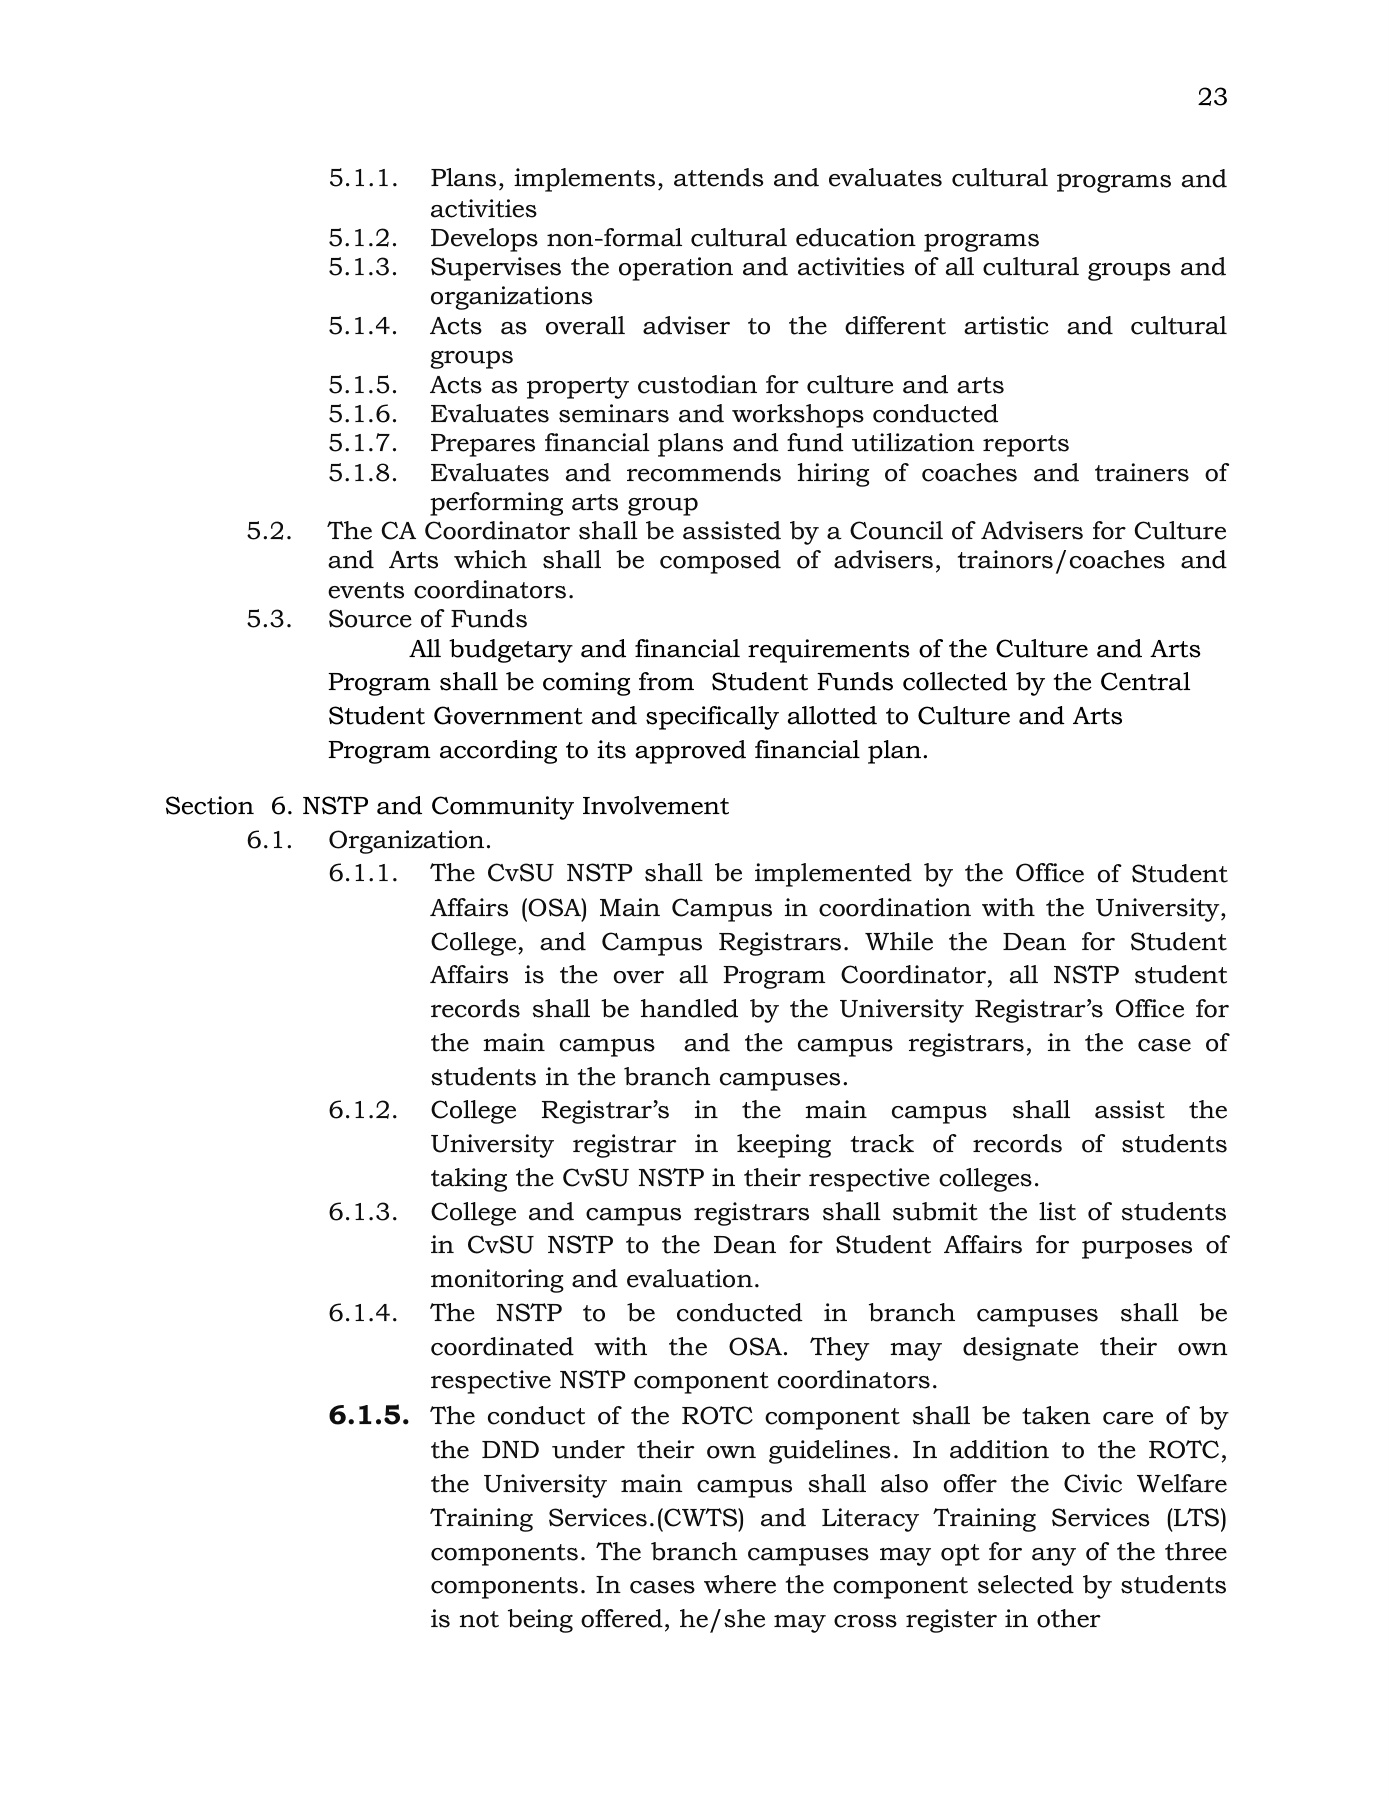 23
5.1.1. Plans, implements, attends and evaluates cultural programs and
activities
5.1.2. Develops non-formal cultural education programs
5.1.3. Supervises the operation and activities of all cultural groups and
organizations
5.1.4. Acts as overall adviser to the different artistic and cultural
groups
5.1.5. Acts as property custodian for culture and arts
5.1.6. Evaluates seminars and workshops conducted
5.1.7. Prepares financial plans and fund utilization reports
5.1.8. Evaluates and recommends hiring of coaches and trainers of
performing arts group
5.2. The CA Coordinator shall be assisted by a Council of Advisers for Culture
and Arts which shall be composed of advisers, trainors/coaches and
events coordinators.
5.3. Source of Funds
All budgetary and financial requirements of the Culture and Arts
Program shall be coming from Student Funds collected by the Central
Student Government and specifically allotted to Culture and Arts
Program according to its approved financial plan.
Section 6. NSTP and Community Involvement
6.1. Organization.
6.1.1. The CvSU NSTP shall be implemented by the Office of Student
Affairs (OSA) Main Campus in coordination with the University,
College, and Campus Registrars. While the Dean for Student
Affairs is the over all Program Coordinator, all NSTP student
records shall be handled by the University Registrar’s Office for
the main campus and the campus registrars, in the case of
students in the branch campuses.
6.1.2. College Registrar’s in the main campus shall assist the
University registrar in keeping track of records of students
taking the CvSU NSTP in their respective colleges.
6.1.3. College and campus registrars shall submit the list of students
in CvSU NSTP to the Dean for Student Affairs for purposes of
monitoring and evaluation.
6.1.4. The NSTP to be conducted in branch campuses shall be
coordinated with the OSA. They may designate their own
respective NSTP component coordinators.
6.1.5. The conduct of the ROTC component shall be taken care of by
the DND under their own guidelines. In addition to the ROTC,
the University main campus shall also offer the Civic Welfare
Training Services.(CWTS) and Literacy Training Services (LTS)
components. The branch campuses may opt for any of the three
components. In cases where the component selected by students
is not being offered, he/she may cross register in other